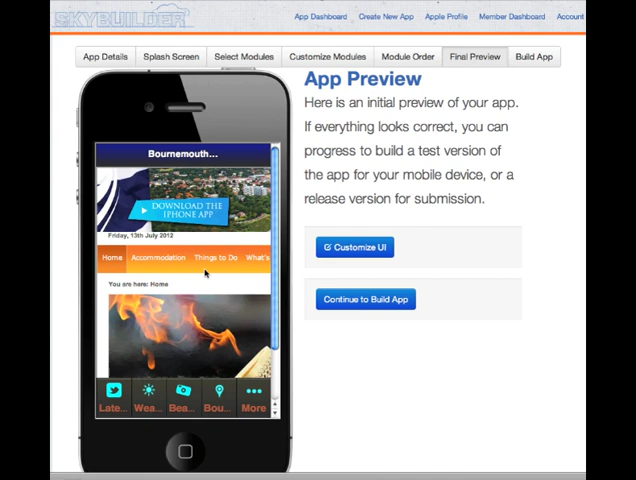 SKYBUILDER
App Dashboard Create New App Apple Profile Member Dashboard Account
App Details Splash Screen Select Modules Customize Modules Module Order Final Preview Build App
App Preview
Here is an initial preview of your app.
If everything looks correct, you can
progress to build a test version of
the app for your mobile device, or a
release version for submission.
Customize UI
Continue to Build App
Bournemouth...
DOWNLOAD THE
IPHONE APP
Friday, 13th July 2012
Home Accommodation Things to Do What's
You are here: Home
Late... Wea... Bea... Bou... More